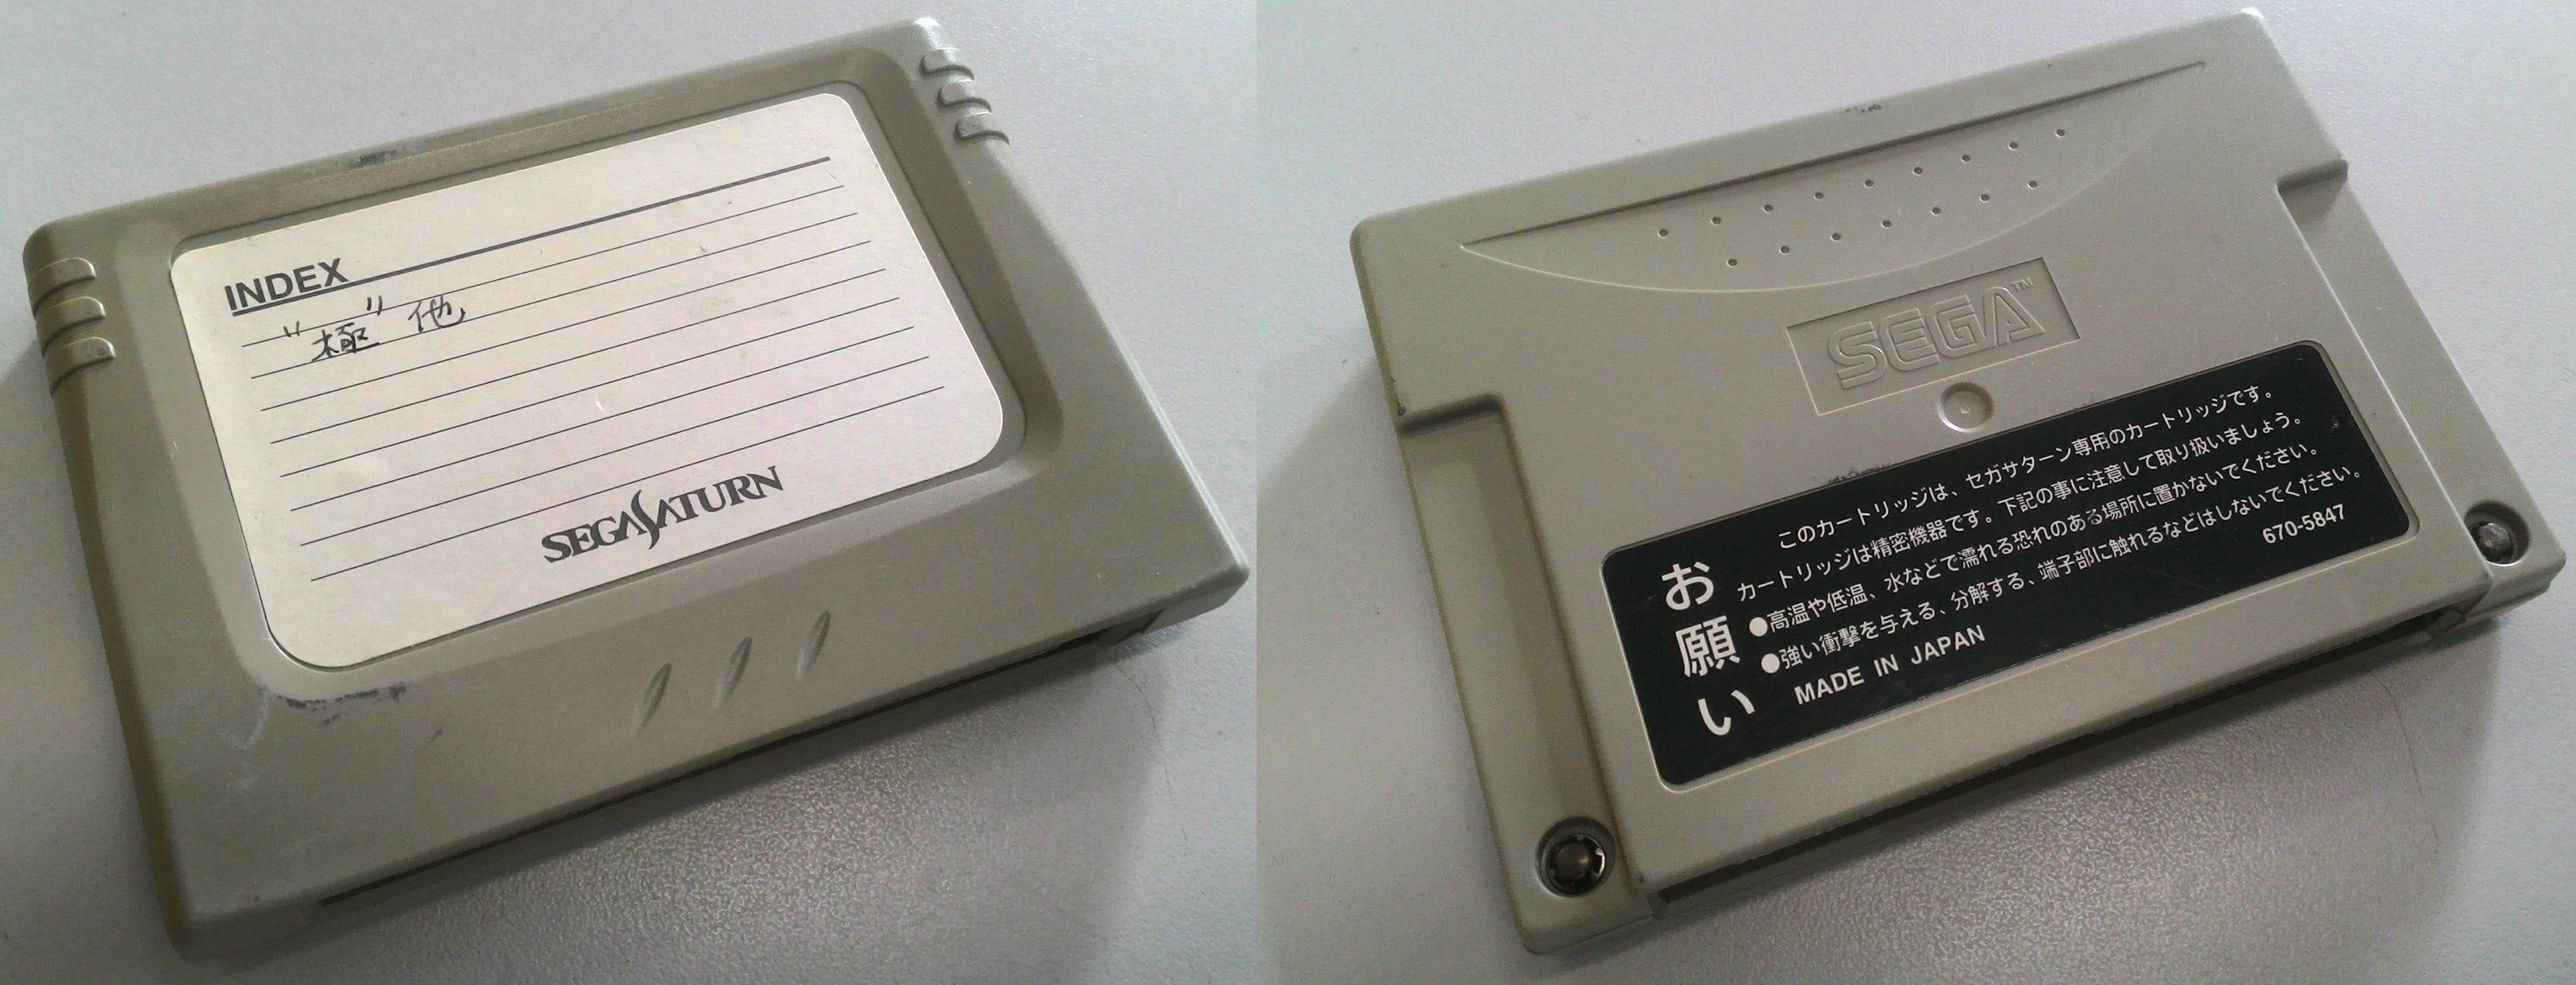 INDEX
“極” 他
SEGA SATURN
SEGA™
お願い
このカートリッジは、セガサターン専用のカートリッジです。
カートリッジは精密機器です。下記の事に注意して取り扱いましょう。
●高温や低温、水などで濡れる恐れのある場所に置かないでください。
●強い衝撃を与える、分解する、端子部に触れるなどはしないでください。
MADE IN JAPAN
670-5847